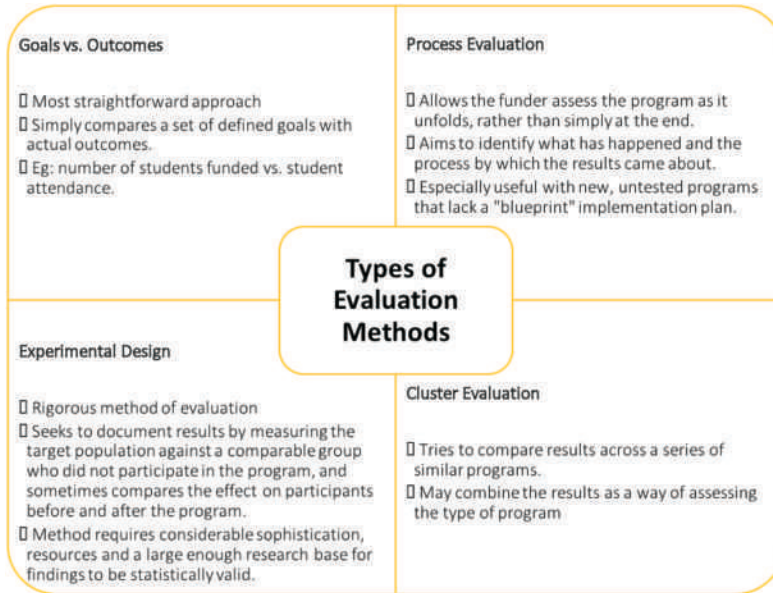 Goals vs. Outcomes
▯ Most straightforward approach
▯ Simply compares a set of defined goals with
actual outcomes.
▯ Eg: number of students funded vs. student
attendance.
Process Evaluation
▯ Allows the funder assess the program as it
unfolds, rather than simply at the end.
▯ Aims to identify what has happened and the
process by which the results came about.
▯ Especially useful with new, untested programs
that lack a "blueprint" implementation plan.
Types of
Evaluation
Methods
Experimental Design
▯ Rigorous method of evaluation
▯ Seeks to document results by measuring the
target population against a comparable group
who did not participate in the program, and
sometimes compares the effect on participants
before and after the program.
▯ Method requires considerable sophistication,
resources and a large enough research base for
findings to be statistically valid.
Cluster Evaluation
▯ Tries to compare results across a series of
similar programs.
▯ May combine the results as a way of assessing
the type of program